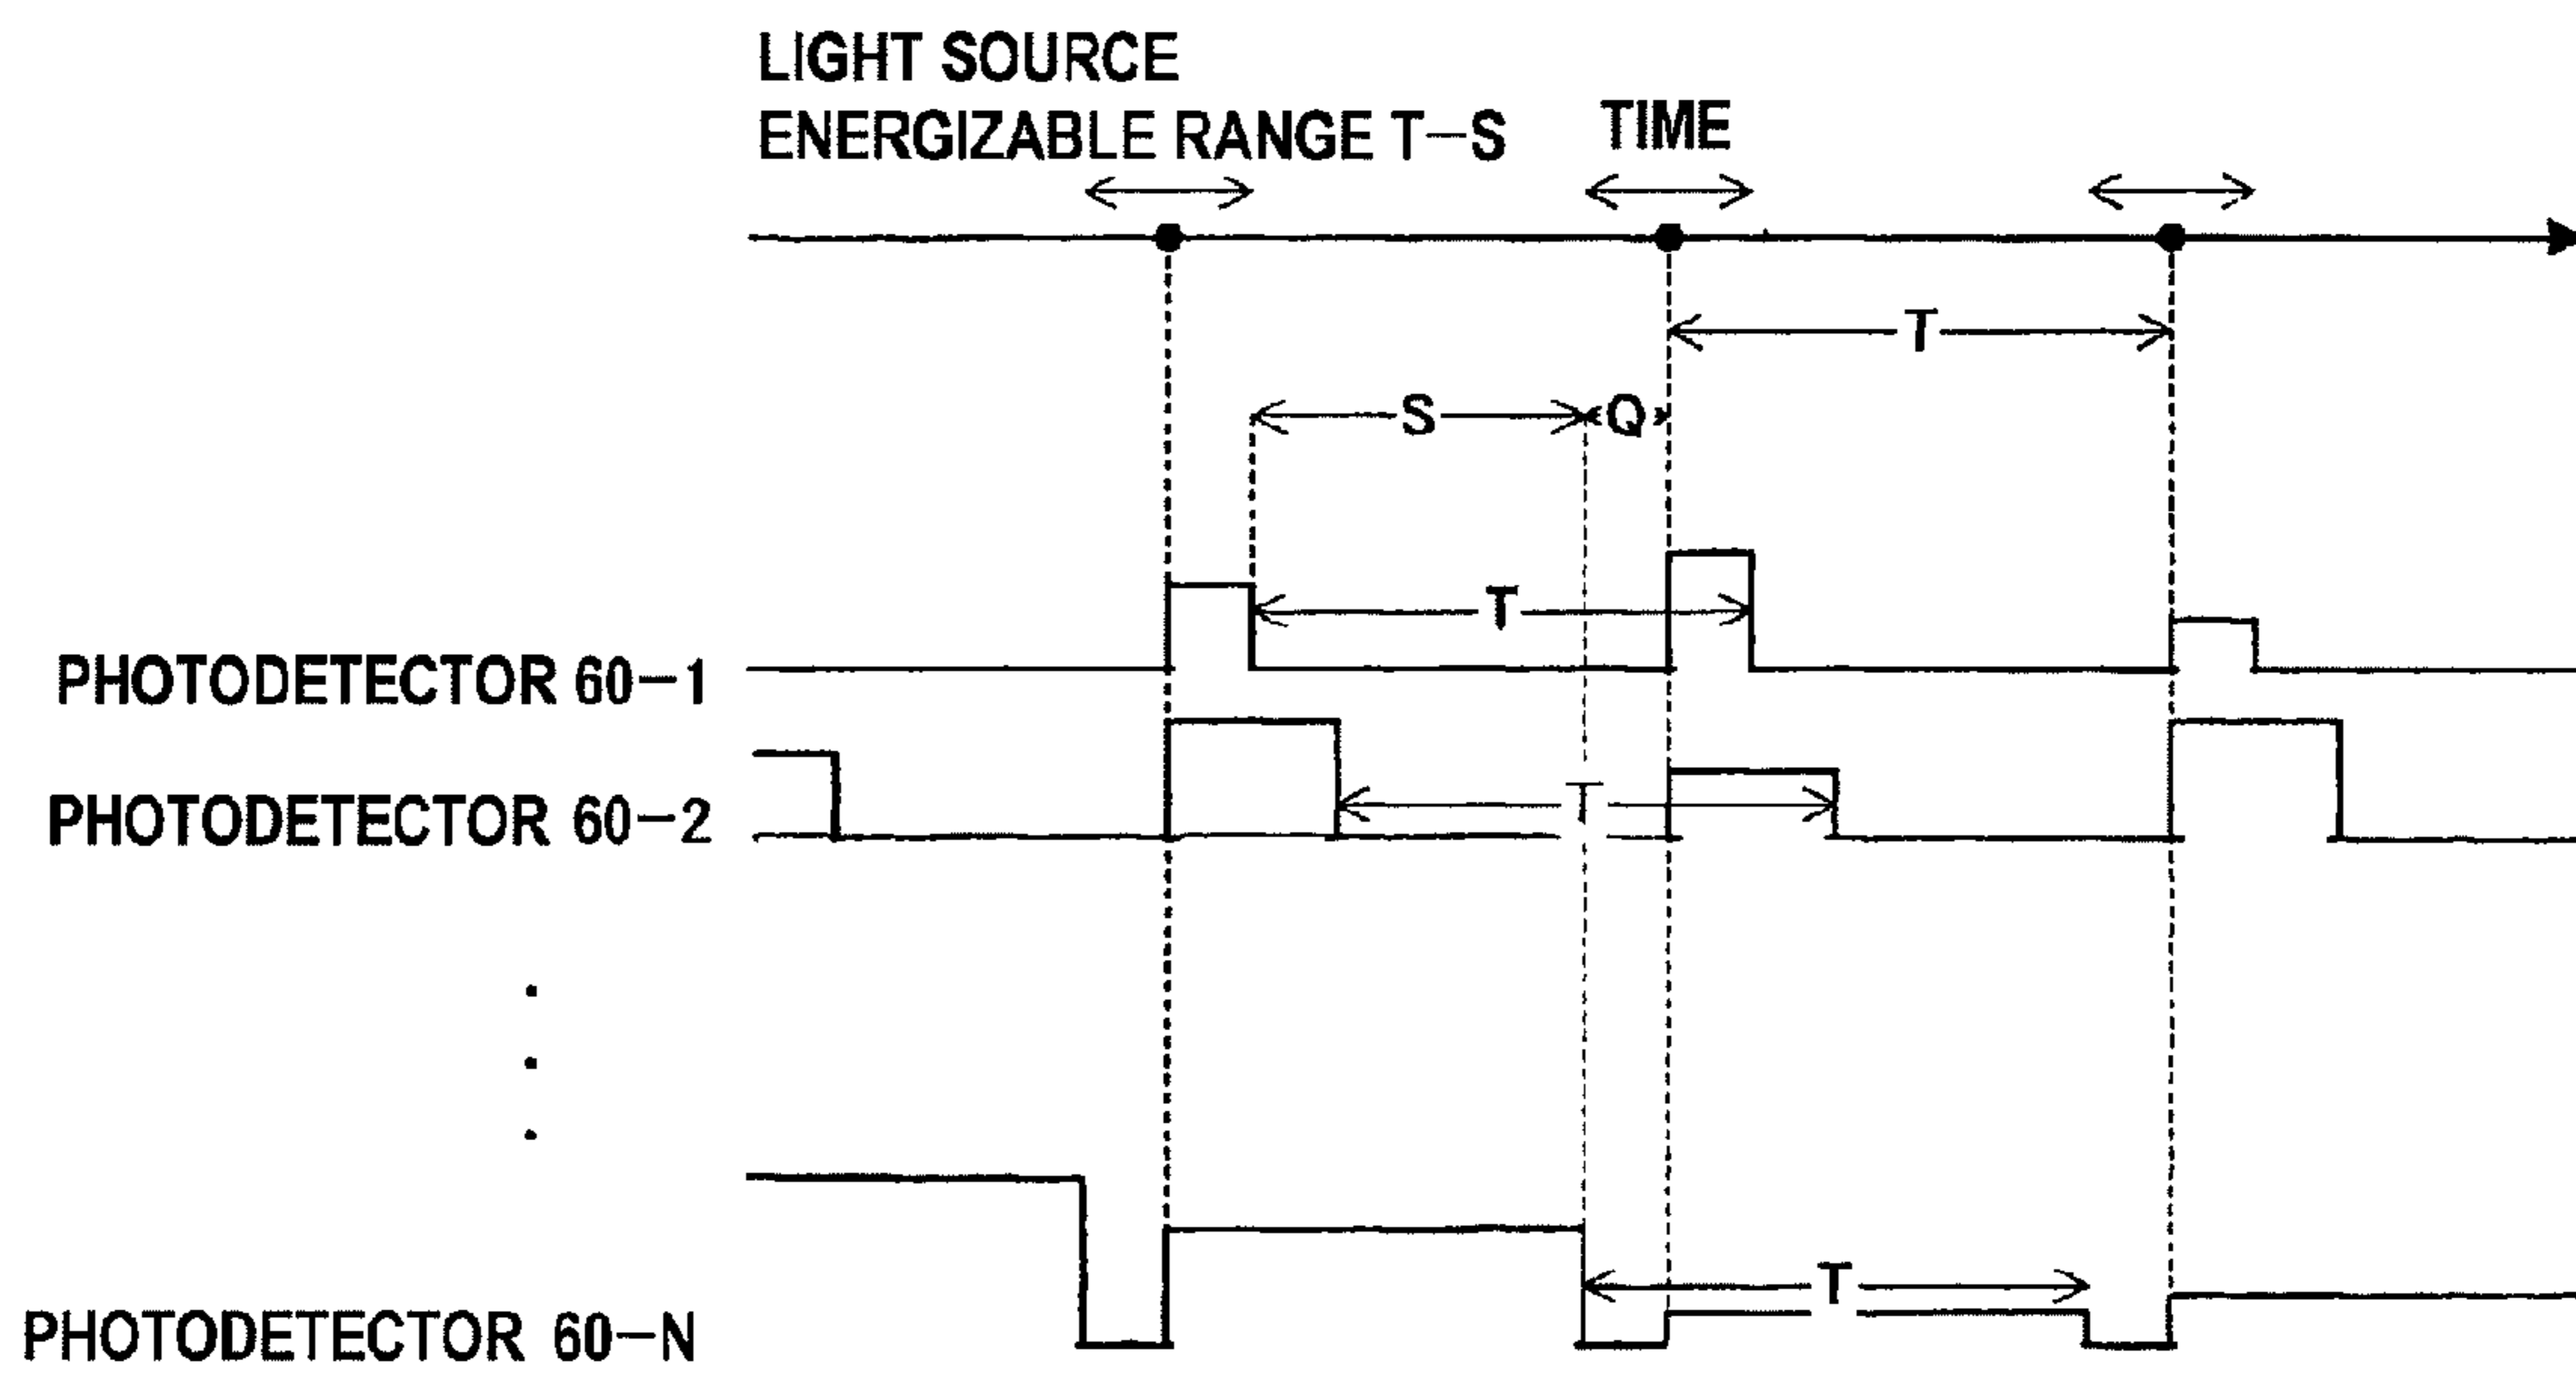 LIGHT SOURCE
ENERGIZABLE RANGE T-S
TIME
T
S
Q
T
PHOTODETECTOR 60-1
T
PHOTODETECTOR 60-2
T
PHOTODETECTOR 60-N